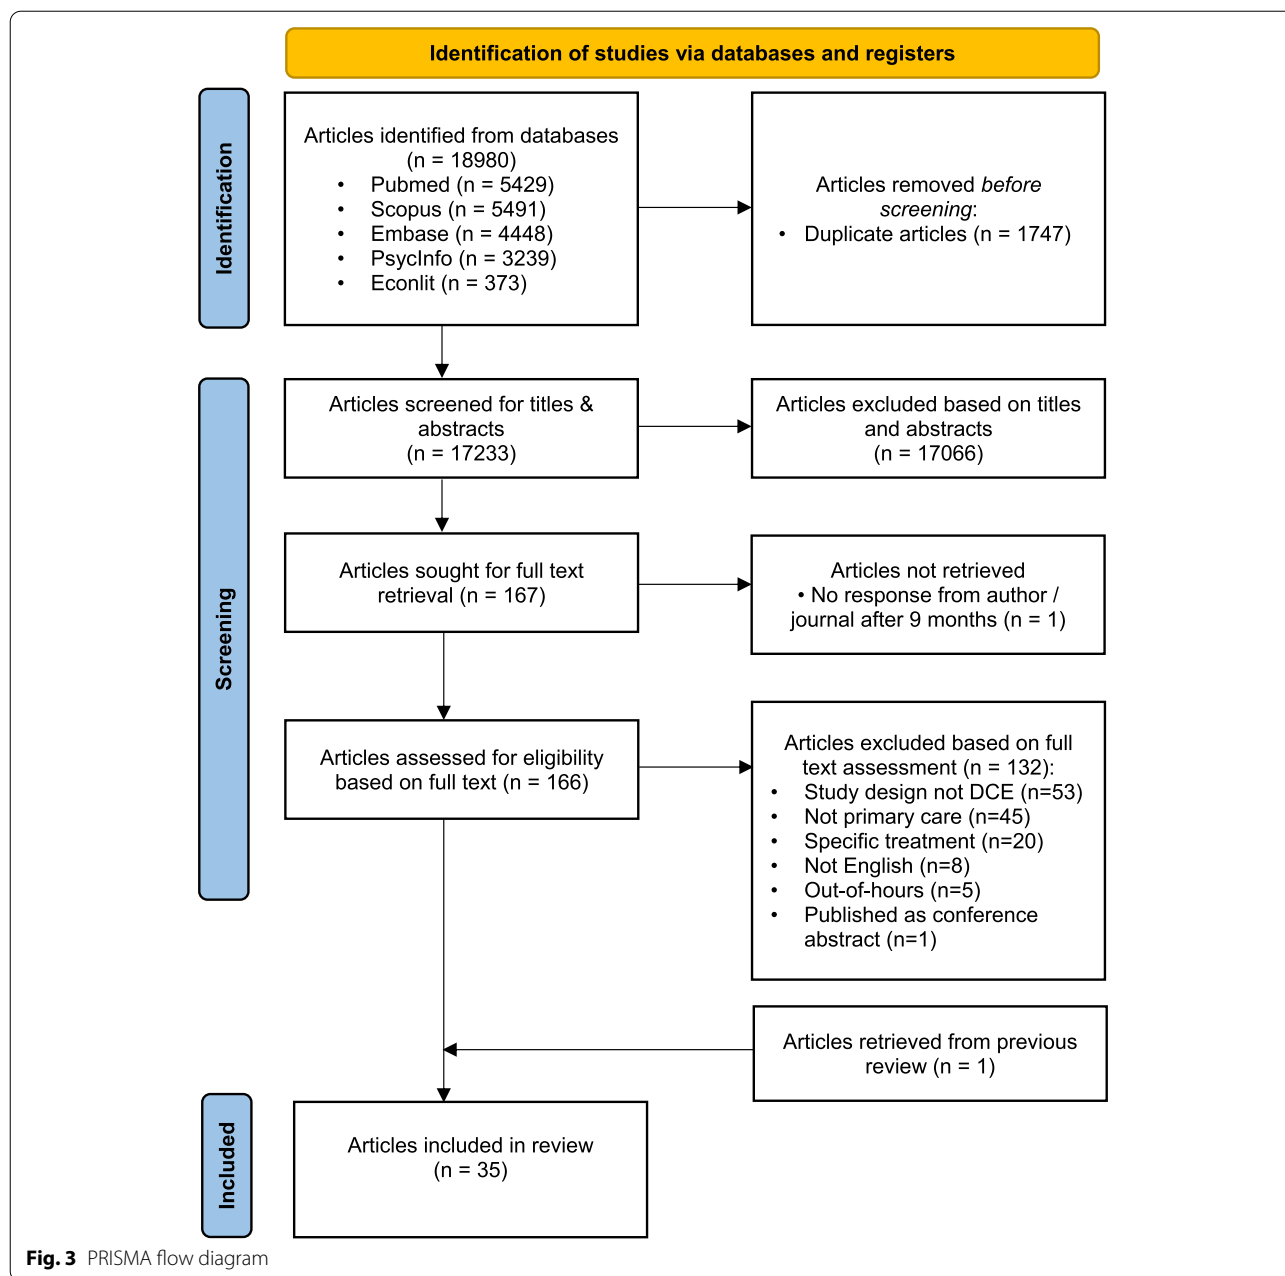 Identification of studies via databases and registers
Identification
Articles identified from databases
(n = 18980)
• Pubmed (n = 5429)
• Scopus (n = 5491)
• Embase (n = 4448)
• PsycInfo (n = 3239)
• Econlit (n = 373)
Articles removed before
screening:
• Duplicate articles (n = 1747)
Screening
Articles screened for titles &
abstracts
(n = 17233)
Articles excluded based on titles
and abstracts
(n = 17066)
Articles sought for full text
retrieval (n = 167)
Articles not retrieved
• No response from author /
journal after 9 months (n = 1)
Articles assessed for eligibility
based on full text (n = 166)
Articles excluded based on full
text assessment (n = 132):
• Study design not DCE (n=53)
• Not primary care (n=45)
• Specific treatment (n=20)
• Not English (n=8)
• Out-of-hours (n=5)
• Published as conference
abstract (n=1)
Articles retrieved from previous
review (n = 1)
Included
Articles included in review
(n = 35)
Fig. 3 PRISMA flow diagram